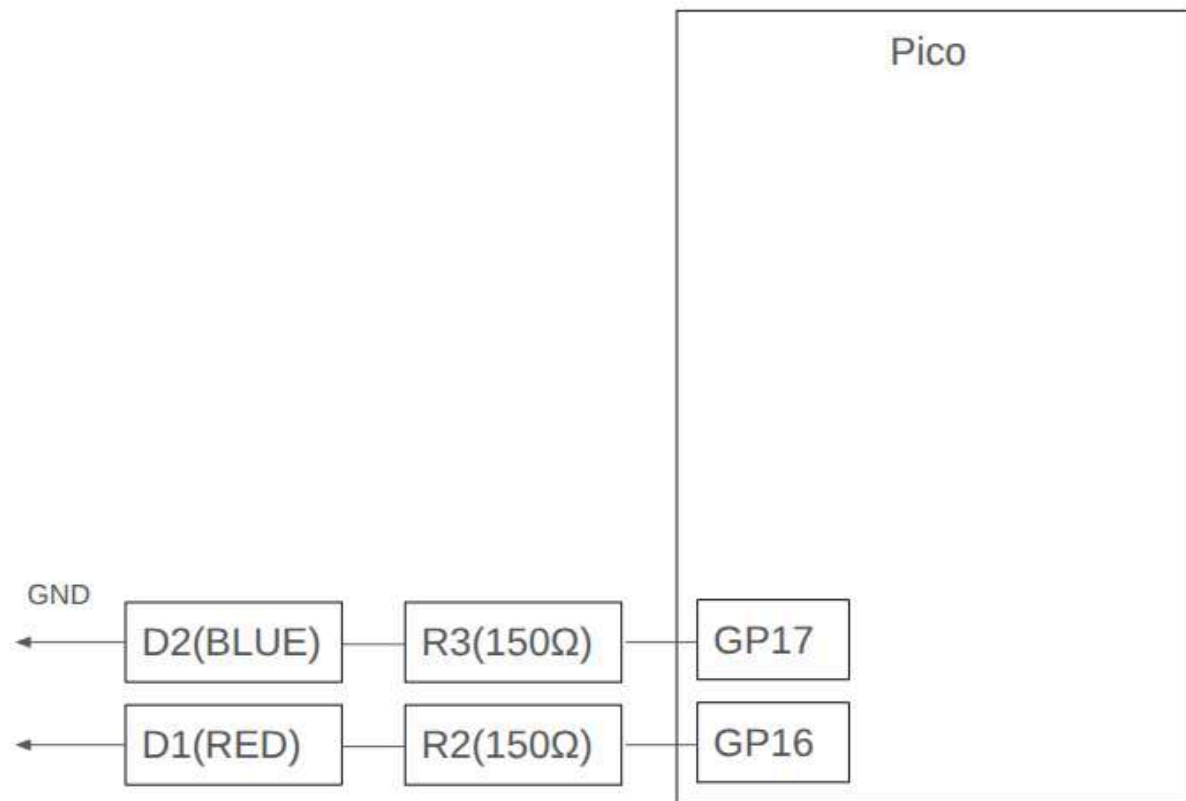 Pico
GND
D2(BLUE)
R3(150Ω)
GP17
D1(RED)
R2(150Ω)
GP16